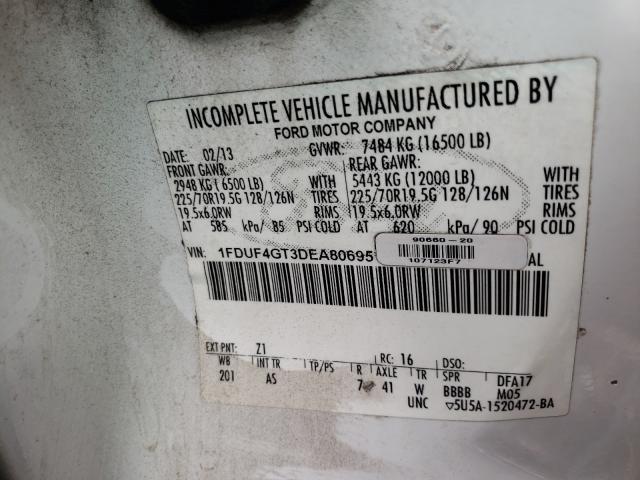 INCOMPLETE VEHICLE MANUFACTURED BY
FORD MOTOR COMPANY
DATE: 02/13 GVWR: 7484 KG (16500 LB)
FRONT GAWR: REAR GAWR:
2948 KG (6500 LB) WITH 5443 KG (12000 LB) WITH
225/70R19.5G 128/126N TIRES 225/70R19.5G 128/126N TIRES
19.5x6.0RW RIMS 19.5x6.0RW RIMS
AT 585 kPa/ 85 PSI COLD AT 620 kPa/ 90 PSI COLD
VIN: 1FDUF4GT3DEA80695 AL
90660-20
107123F7
EXT PNT: Z1 RC: 16 DSO:
WB INT TR TP/PS R AXLE TR SPR DFA17
201 AS 7 41 W BBBB M05
UNC ▽5U5A-1520472-BA